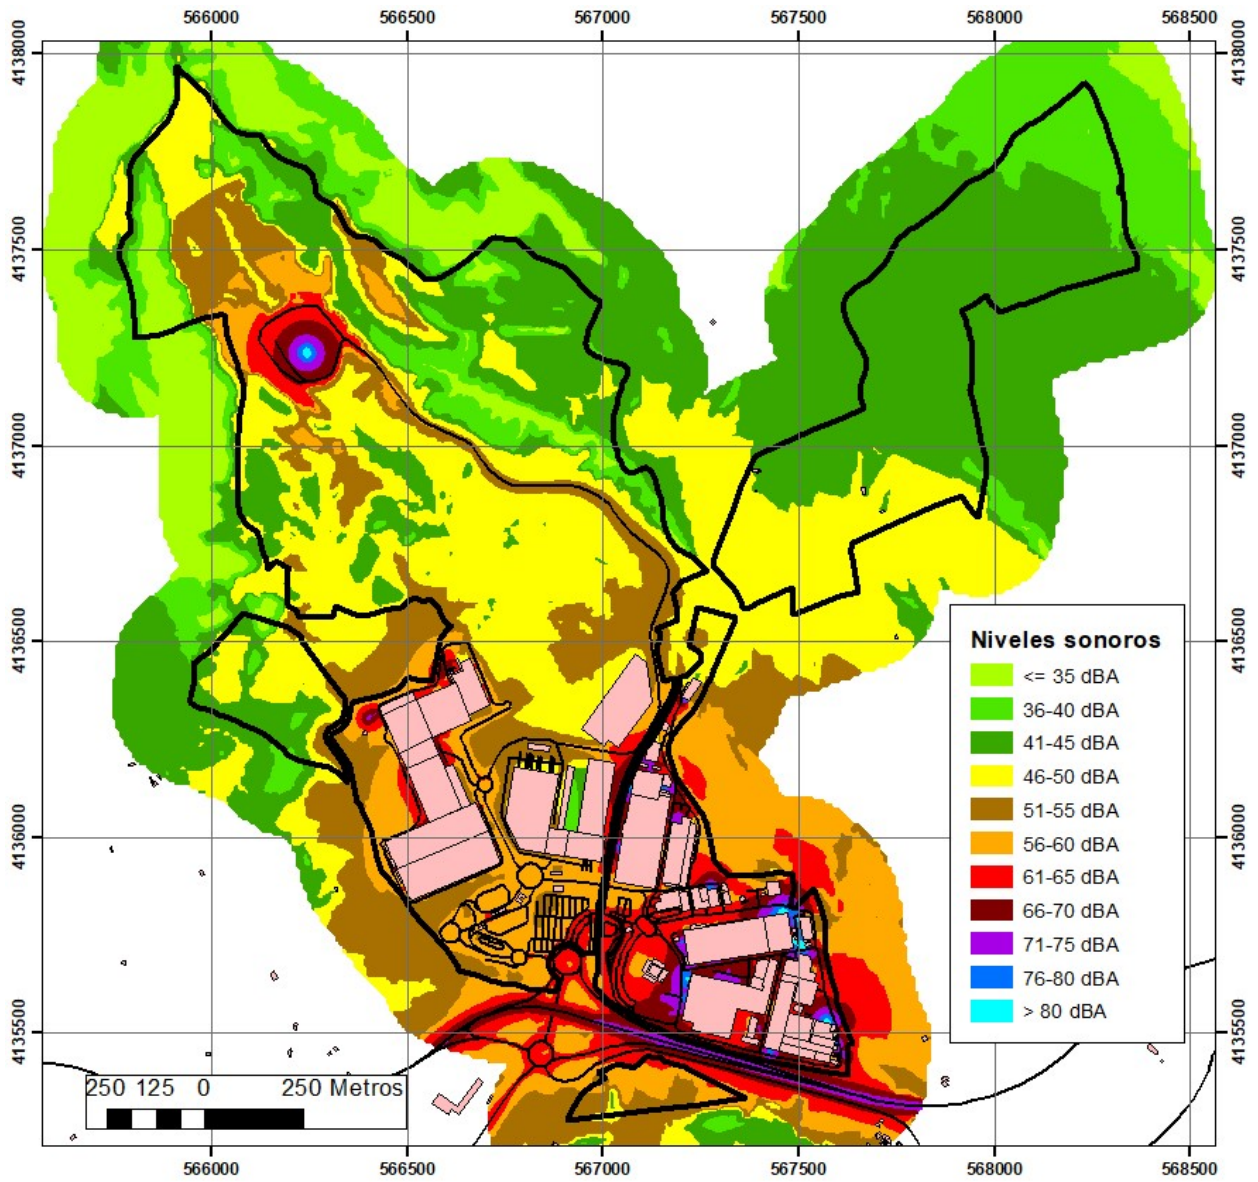 566000 566500 567000 567500 568000 568500
4138000 4138000
4137500 4137500
4137000 4137000
4136500 4136500
Niveles sonoros
<= 35 dBA
36-40 dBA
41-45 dBA
46-50 dBA
51-55 dBA
56-60 dBA
61-65 dBA
66-70 dBA
71-75 dBA
76-80 dBA
> 80 dBA
4136000 4136000
4135500 4135500
250 125 0 250 Metros
566000 566500 567000 567500 568000 568500